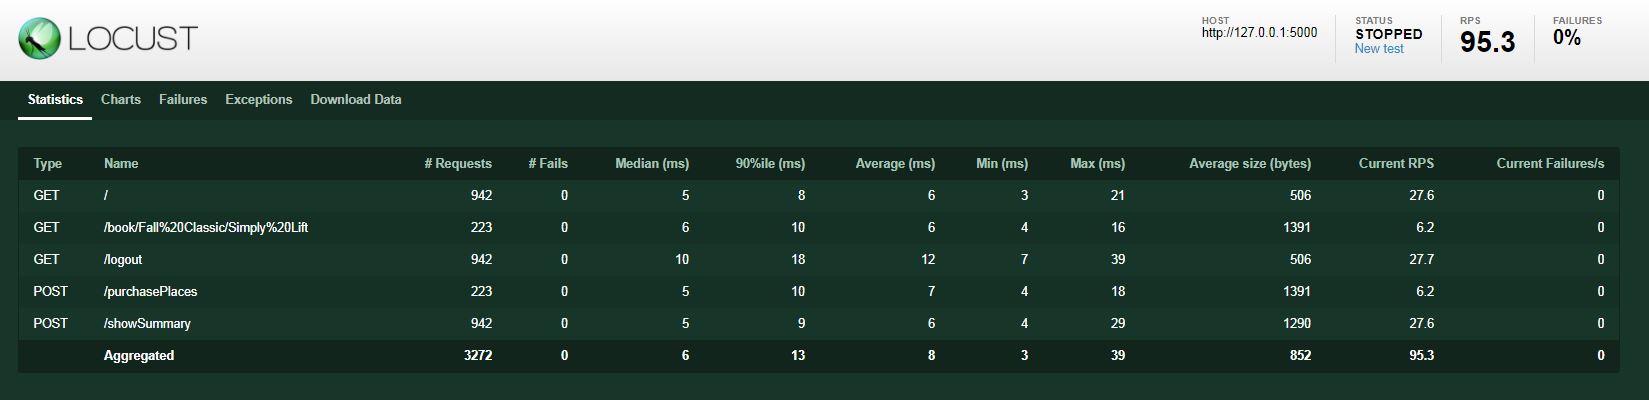 LOCUST
HOST
http://127.0.0.1:5000
STATUS
STOPPED
New test
RPS
95.3
FAILURES
0%
Statistics Charts Failures Exceptions Download Data
Type Name # Requests # Fails Median (ms) 90%ile (ms) Average (ms) Min (ms) Max (ms) Average size (bytes) Current RPS Current Failures/s
GET / 942 0 5 8 6 3 21 506 27.6 0
GET /book/Fall%20Classic/Simply%20Lift 223 0 6 10 6 4 16 1391 6.2 0
GET /logout 942 0 10 18 12 7 39 506 27.7 0
POST /purchasePlaces 223 0 5 10 7 4 18 1391 6.2 0
POST /showSummary 942 0 5 9 6 4 29 1290 27.6 0
Aggregated 3272 0 6 13 8 3 39 852 95.3 0